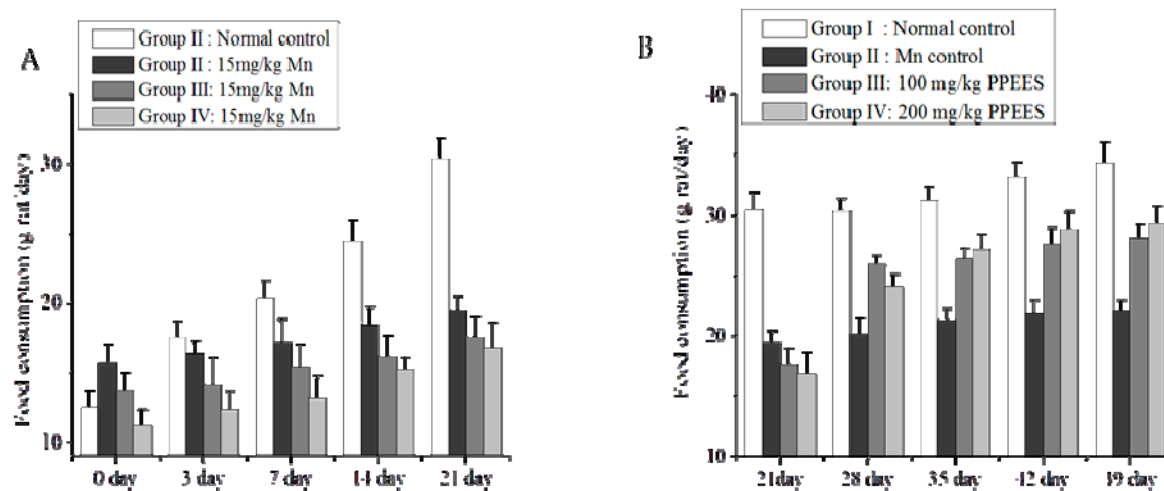 A
Group II : Normal control
Group II : 15mg/kg Mn
Group III: 15mg/kg Mn
Group IV: 15mg/kg Mn
Food consumption (g rat/day)
30
20
10
0 day
3 day
7 day
14 day
21 day
B
Group I : Normal control
Group II : Mn control
Group III: 100 mg/kg PPEES
Group IV: 200 mg/kg PPEES
Food consumption (g rat/day)
40
30
20
10
21day
28 day
35 day
42 day
49 day